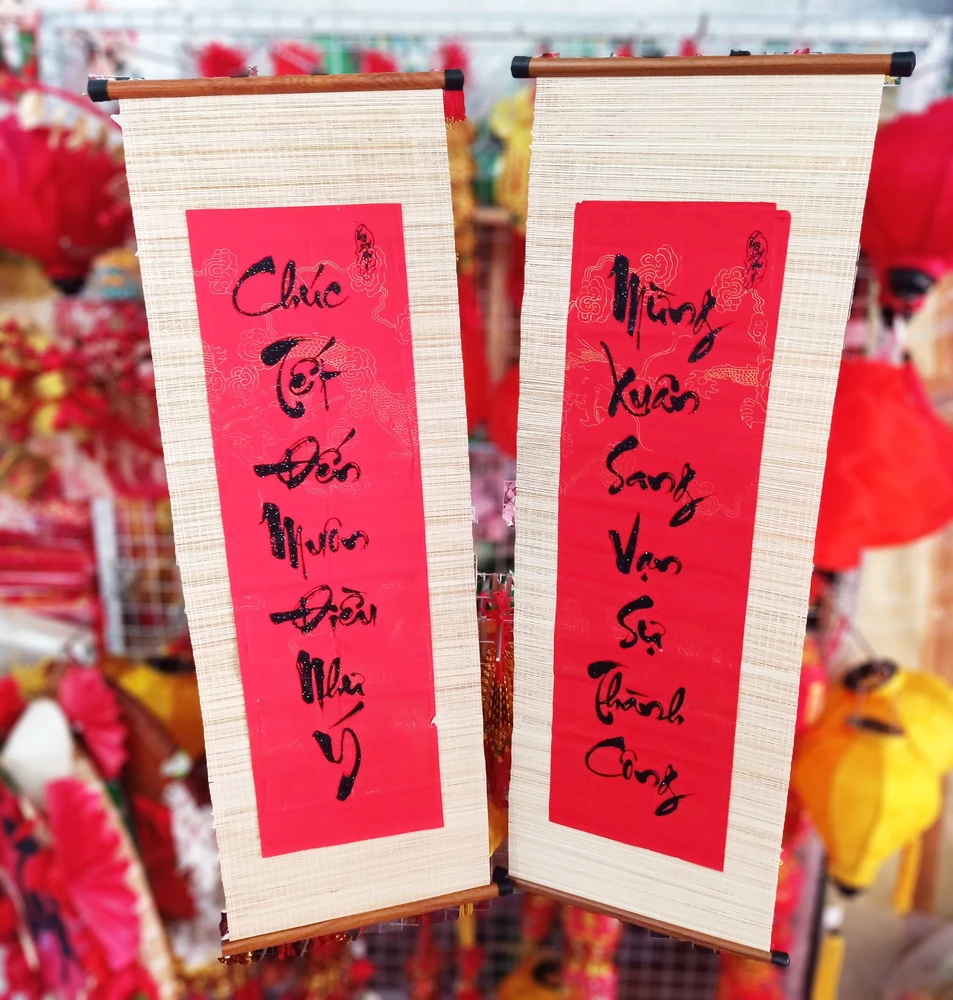 Chúc
Tết
Đến
Muôn
Điều
Như
Ý
Mừng
Xuân
Sang
Vạn
Sự
Thành
Công